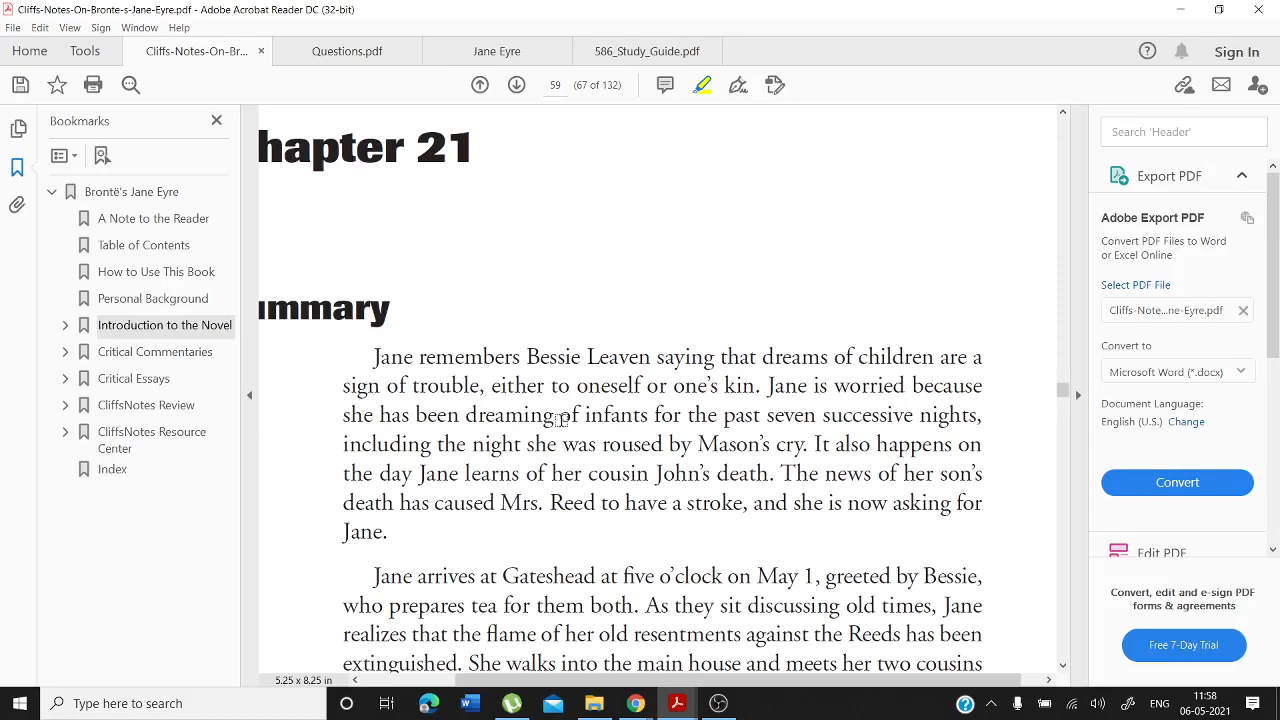 Cliffs-Notes-On-Bronte-s-Jane-Eyre.pdf - Adobe Acrobat Reader DC (32-bit)
File Edit View Sign Window Help
Home Tools Cliffs-Notes-On-Br... × Questions.pdf Jane Eyre 586_Study_Guide.pdf Sign In
59 (67 of 132)
Bookmarks
Brontë's Jane Eyre
A Note to the Reader
Table of Contents
How to Use This Book
Personal Background
Introduction to the Novel
Critical Commentaries
Critical Essays
CliffsNotes Review
CliffsNotes Resource
Center
Index
hapter 21
ummary
Jane remembers Bessie Leaven saying that dreams of children are a
sign of trouble, either to oneself or one's kin. Jane is worried because
she has been dreaming of infants for the past seven successive nights,
including the night she was roused by Mason's cry. It also happens on
the day Jane learns of her cousin John's death. The news of her son's
death has caused Mrs. Reed to have a stroke, and she is now asking for
Jane.
Jane arrives at Gateshead at five o'clock on May 1, greeted by Bessie,
who prepares tea for them both. As they sit discussing old times, Jane
realizes that the flame of her old resentments against the Reeds has been
extinguished. She walks into the main house and meets her two cousins
5.25 x 8.25 in
Search 'Header'
Export PDF
Adobe Export PDF
Convert PDF Files to Word
or Excel Online
Select PDF File
Cliffs-Note...ne-Eyre.pdf
Convert to
Microsoft Word (*.docx)
Document Language:
English (U.S.) Change
Convert
Edit PDF
Convert, edit and e-sign PDF
forms & agreements
Free 7-Day Trial
Type here to search
ENG
11:58
06-05-2021